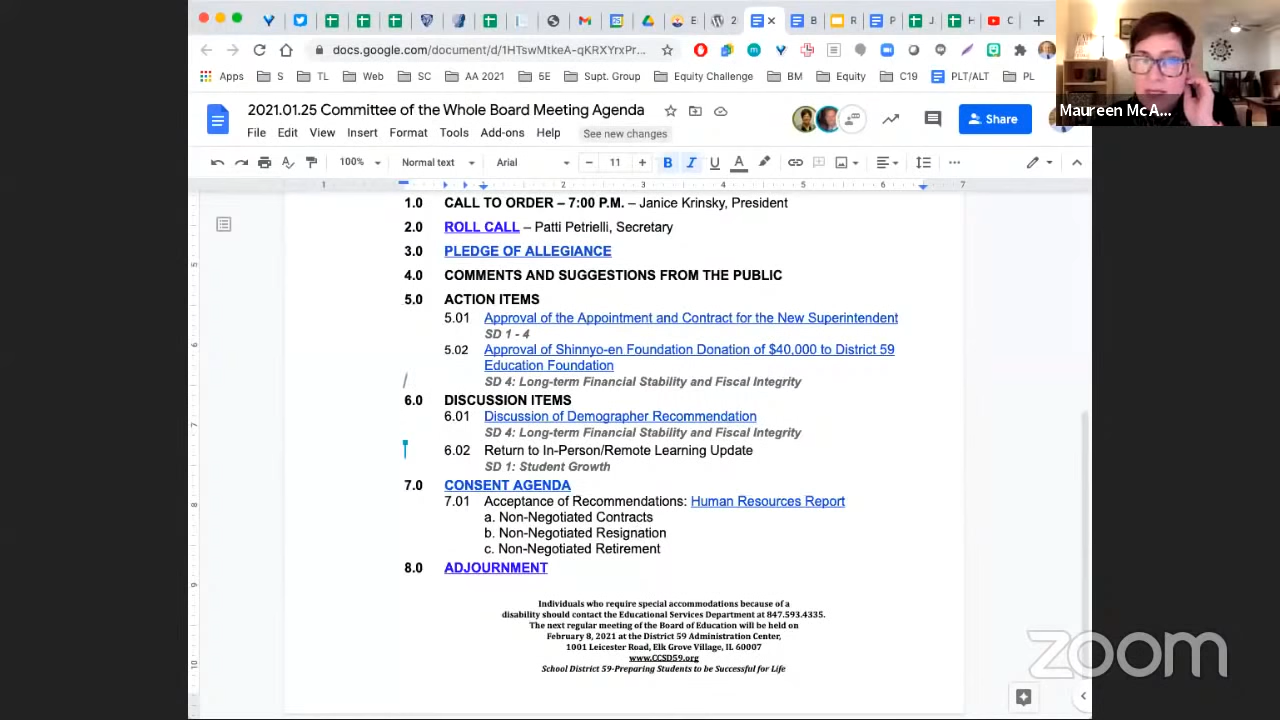 docs.google.com/document/d/1HTswMtkeA-qKRXYrxPr...
Apps S TL Web SC AA 2021 5E Supt. Group Equity Challenge BM Equity C19 PLT/ALT PL
Maureen Mc A...
2021.01.25 Committee of the Whole Board Meeting Agenda
Share
File Edit View Insert Format Tools Add-ons Help See new changes
100% Normal text Arial 11 B I U A
1 1 2 3 4 5 6 7
1.0 CALL TO ORDER – 7:00 P.M. – Janice Krinsky, President
2.0 ROLL CALL – Patti Petrielli, Secretary
3.0 PLEDGE OF ALLEGIANCE
4.0 COMMENTS AND SUGGESTIONS FROM THE PUBLIC
5.0 ACTION ITEMS
5.01 Approval of the Appointment and Contract for the New Superintendent
SD 1 - 4
5.02 Approval of Shinnyo-en Foundation Donation of $40,000 to District 59
Education Foundation
SD 4: Long-term Financial Stability and Fiscal Integrity
6.0 DISCUSSION ITEMS
6.01 Discussion of Demographer Recommendation
SD 4: Long-term Financial Stability and Fiscal Integrity
6.02 Return to In-Person/Remote Learning Update
SD 1: Student Growth
7.0 CONSENT AGENDA
7.01 Acceptance of Recommendations: Human Resources Report
a. Non-Negotiated Contracts
b. Non-Negotiated Resignation
c. Non-Negotiated Retirement
8.0 ADJOURNMENT
Individuals who require special accommodations because of a
disability should contact the Educational Services Department at 847.593.4335.
The next regular meeting of the Board of Education will be held on
February 8, 2021 at the District 59 Administration Center,
1001 Leicester Road, Elk Grove Village, IL 60007
www.CCSD59.org
School District 59-Preparing Students to be Successful for Life
zoom